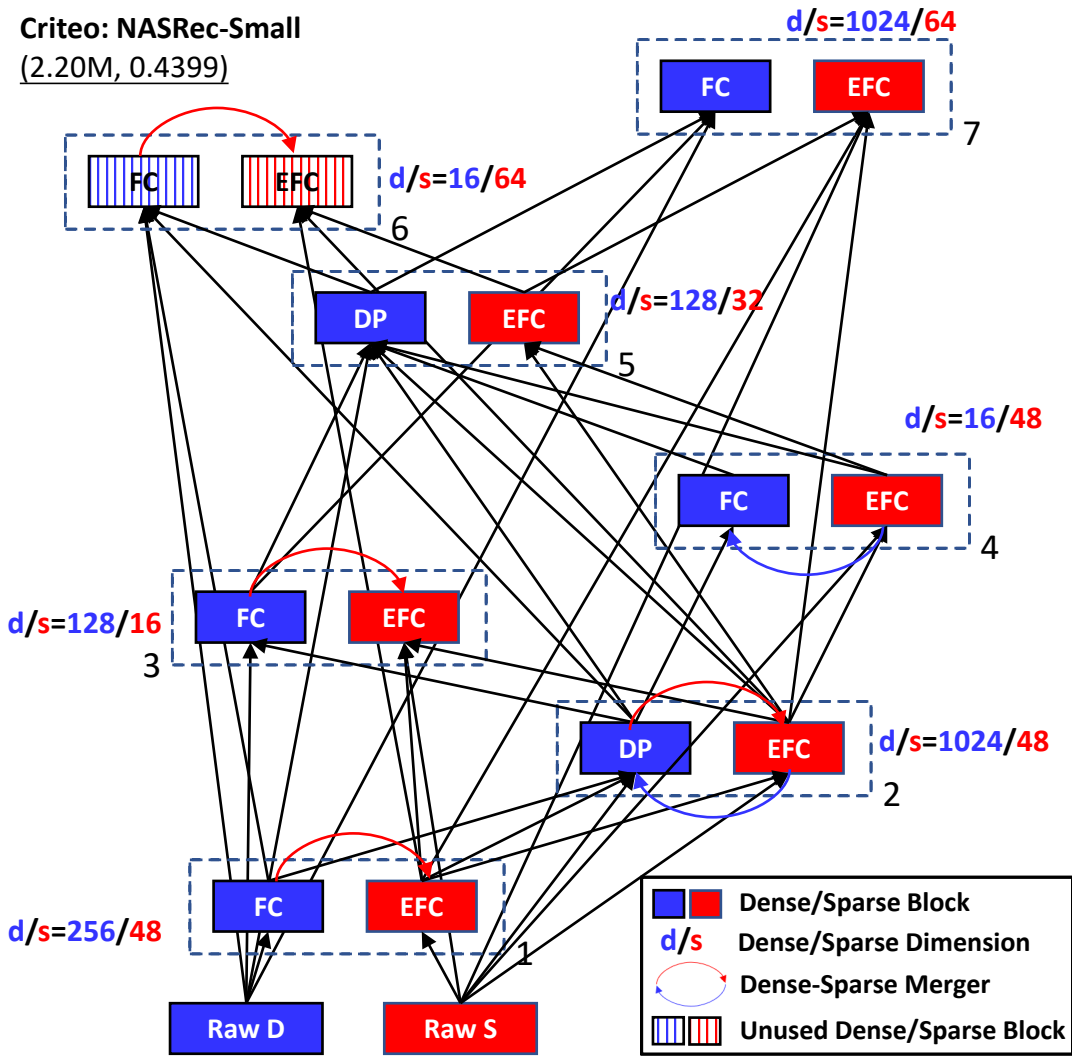 Criteo: NASRec-Small
(2.20M, 0.4399)
d/s=1024/64
FC EFC
7
FC EFC
d/s=16/64
6
DP EFC
d/s=128/32
5
d/s=16/48
FC EFC
4
FC EFC
d/s=128/16
3
DP EFC
d/s=1024/48
2
FC EFC
d/s=256/48
1
Raw D Raw S
Dense/Sparse Block
d/s Dense/Sparse Dimension
Dense-Sparse Merger
Unused Dense/Sparse Block